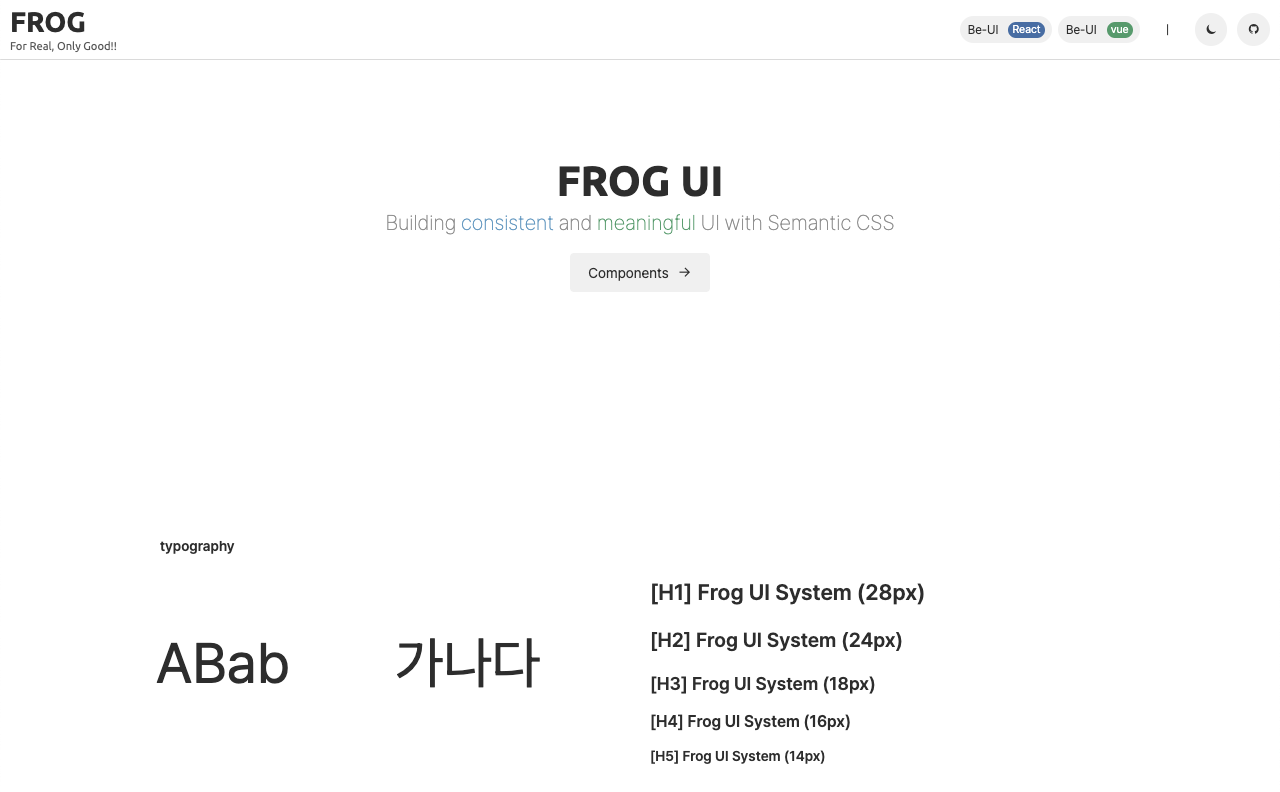 FROG
For Real, Only Good!!
Be-UI React Be-UI vue |
FROG UI
Building consistent and meaningful UI with Semantic CSS
Components →
typography
ABab 가나다
[H1] Frog UI System (28px)
[H2] Frog UI System (24px)
[H3] Frog UI System (18px)
[H4] Frog UI System (16px)
[H5] Frog UI System (14px)